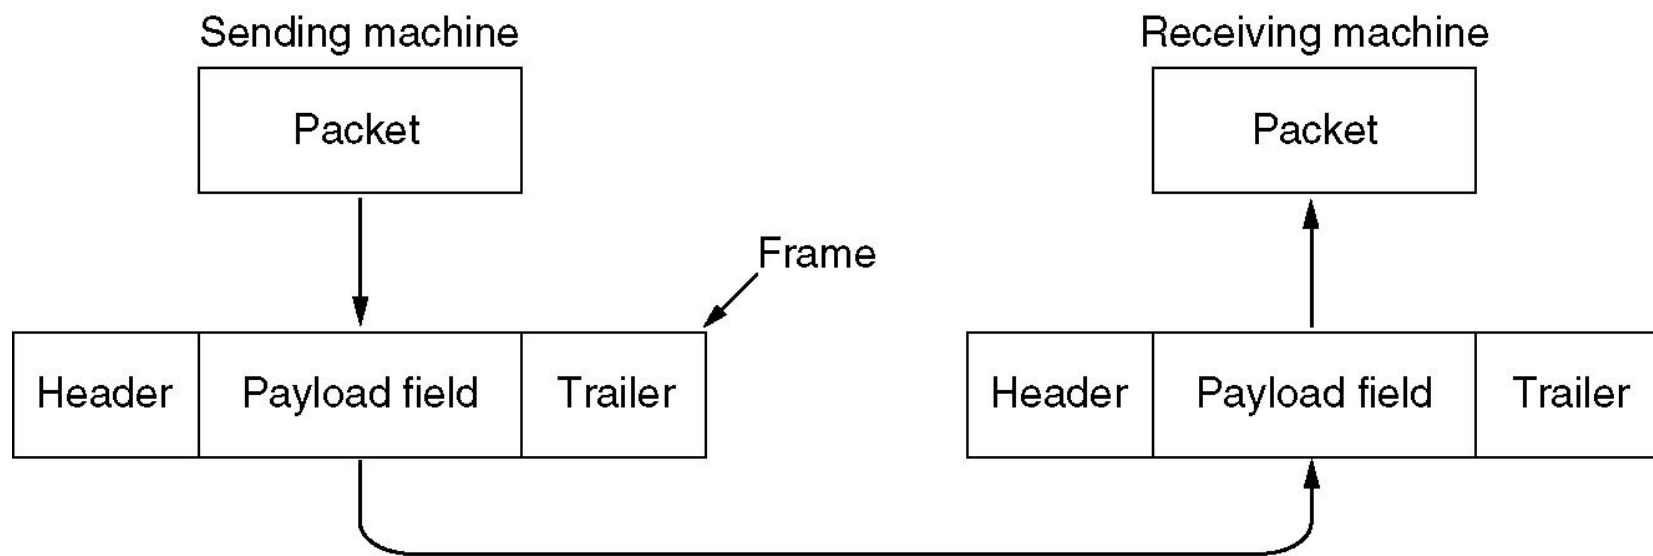 Sending machine
Receiving machine
Packet
Packet
Frame
Header
Payload field
Trailer
Header
Payload field
Trailer